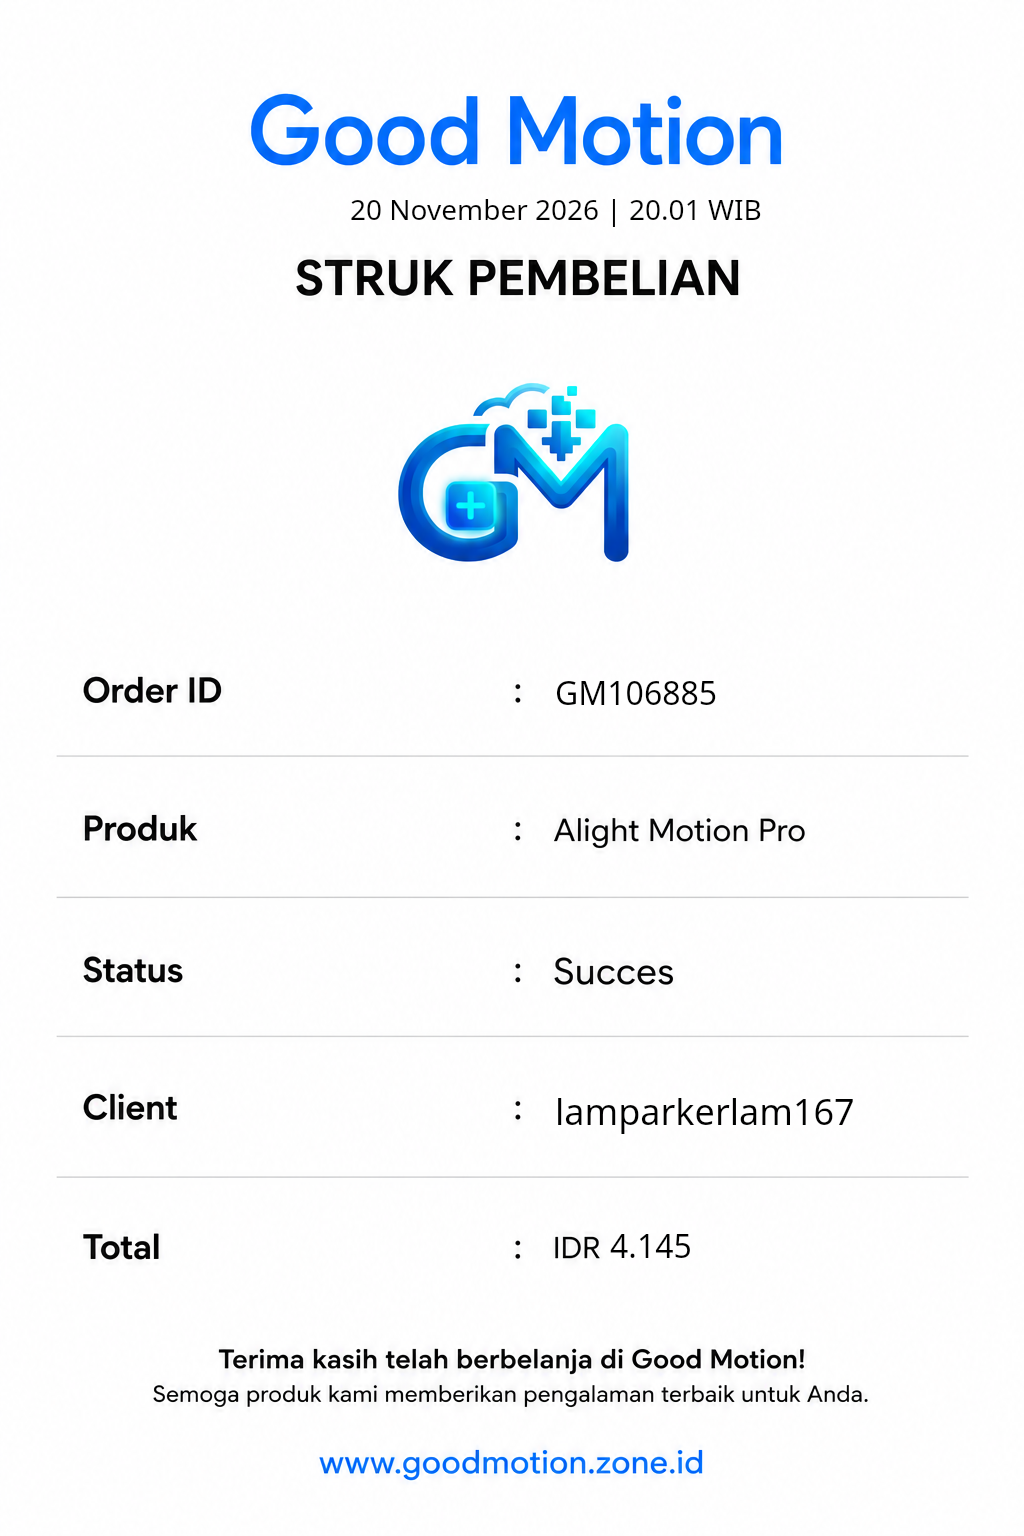 Good Motion
20 November 2026 | 20.01 WIB
STRUK PEMBELIAN
GM
Order ID : GM106885
Produk : Alight Motion Pro
Status : Succes
Client : lamparkerlam167
Total : IDR 4.145
Terima kasih telah berbelanja di Good Motion!
Semoga produk kami memberikan pengalaman terbaik untuk Anda.
www.goodmotion.zone.id